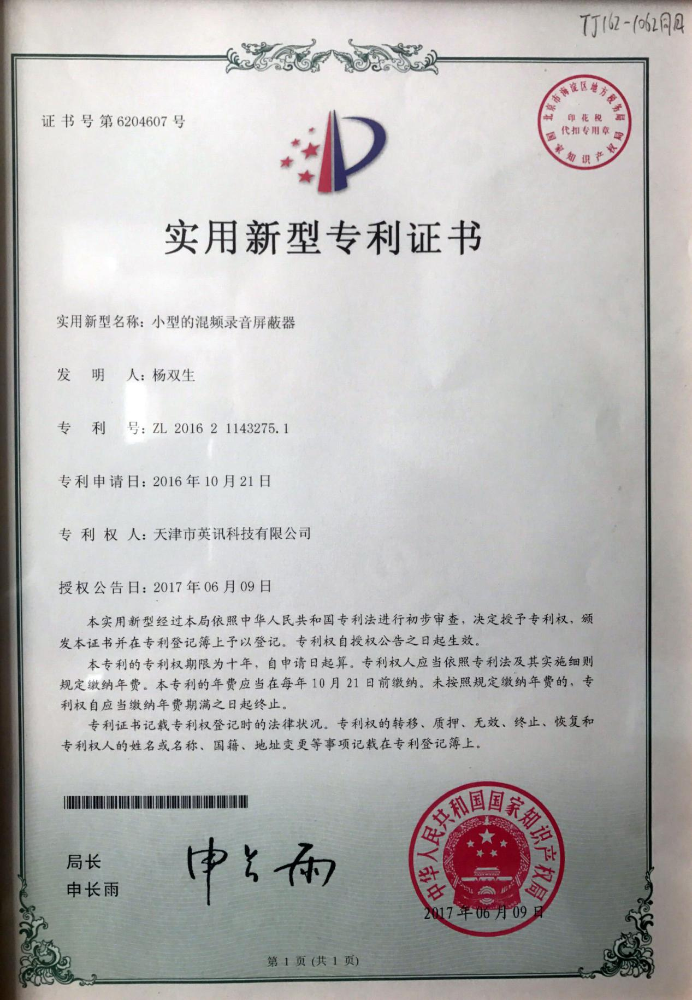 TJ162-1062同日
证书号第6204607号
北京市海淀区地方税务局
印花税
代扣专用章
国家知识产权局
实用新型专利证书
实用新型名称：小型的混频录音屏蔽器
发明人：杨双生
专利号：ZL 2016 2 1143275.1
专利申请日：2016年10月21日
专利权人：天津市英讯科技有限公司
授权公告日：2017年06月09日
本实用新型经过本局依照中华人民共和国专利法进行初步审查，决定授予专利权，颁
发本证书并在专利登记簿上予以登记。专利权自授权公告之日起生效。
本专利的专利权期限为十年，自申请日起算。专利权人应当依照专利法及其实施细则
规定缴纳年费。本专利的年费应当在每年10月21日前缴纳。未按照规定缴纳年费的，专
利权自应当缴纳年费期满之日起终止。
专利证书记载专利权登记时的法律状况。专利权的转移、质押、无效、终止、恢复和
专利权人的姓名或名称、国籍、地址变更等事项记载在专利登记簿上。
局长
申长雨
申长雨
中华人民共和国国家知识产权局
2017年06月09日
第1页(共1页)